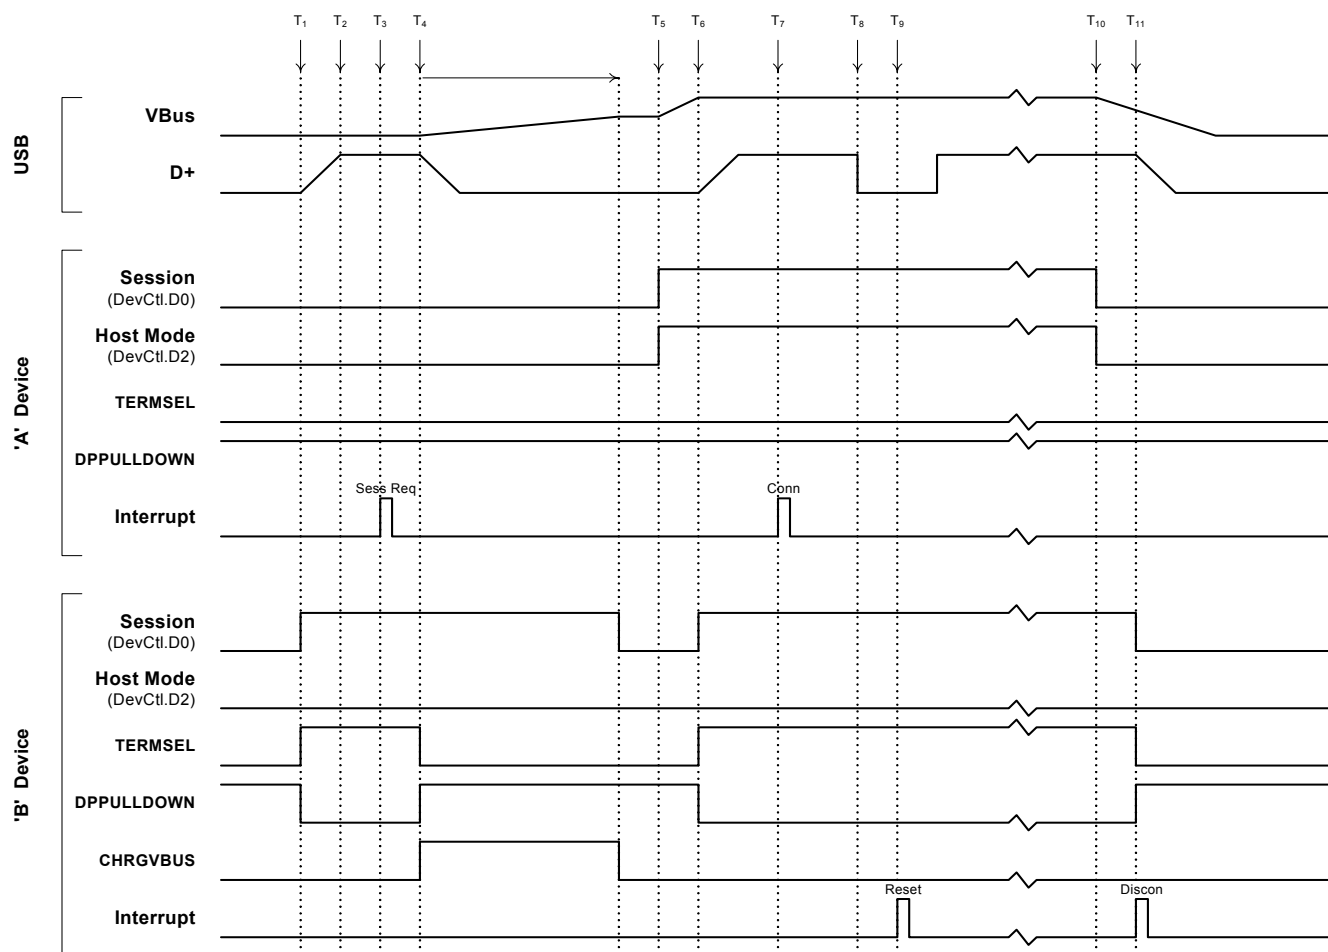 T1 T2 T3 T4 T5 T6 T7 T8 T9 T10 T11
USB
VBus
D+
'A' Device
Session
(DevCtl.D0)
Host Mode
(DevCtl.D2)
TERMSEL
DPPULLDOWN
Sess Req
Conn
Interrupt
'B' Device
Session
(DevCtl.D0)
Host Mode
(DevCtl.D2)
TERMSEL
DPPULLDOWN
CHRGVBUS
Reset
Discon
Interrupt